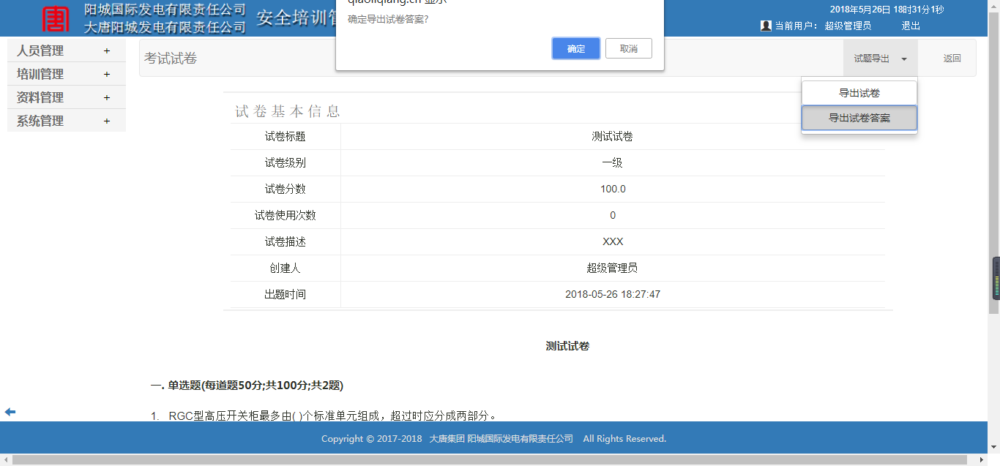 阳城国际发电有限责任公司
大唐阳城发电有限责任公司
安全培训管
qiaoliqiang.cn 显示
确定导出试卷答案?
确定
取消
2018年5月26日 18时31分1秒
当前用户： 超级管理员
退出
人员管理 +
培训管理 +
资料管理 +
系统管理 +
考试试卷
试题导出
返回
导出试卷
导出试卷答案
试卷基本信息
试卷标题 测试试卷
试卷级别 一级
试卷分数 100.0
试卷使用次数 0
试卷描述 XXX
创建人 超级管理员
出题时间 2018-05-26 18:27:47
测试试卷
一. 单选题(每道题50分;共100分;共2题)
1. RGC型高压开关柜最多由( )个标准单元组成，超过时应分成两部分。
Copyright © 2017-2018 大唐集团 阳城国际发电有限责任公司 All Rights Reserved.